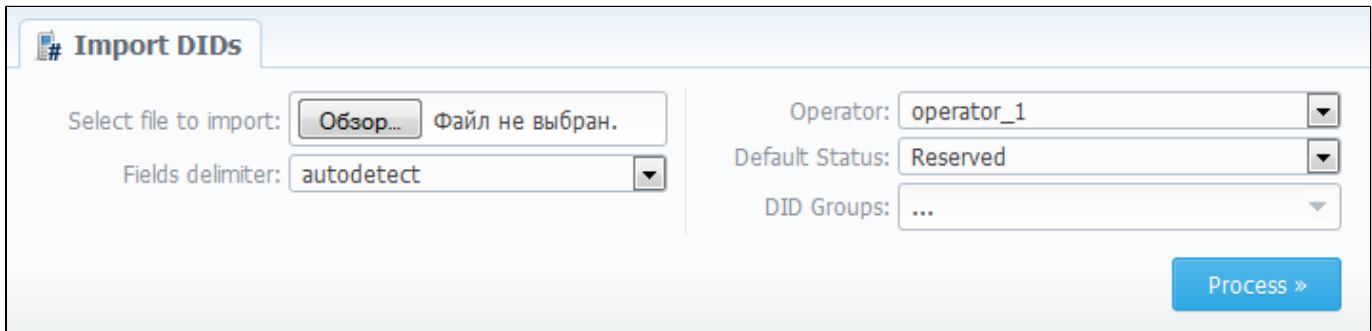 Import DIDs
Select file to import: Обзор... Файл не выбран.
Fields delimiter: autodetect
Operator: operator_1
Default Status: Reserved
DID Groups: ...
Process »